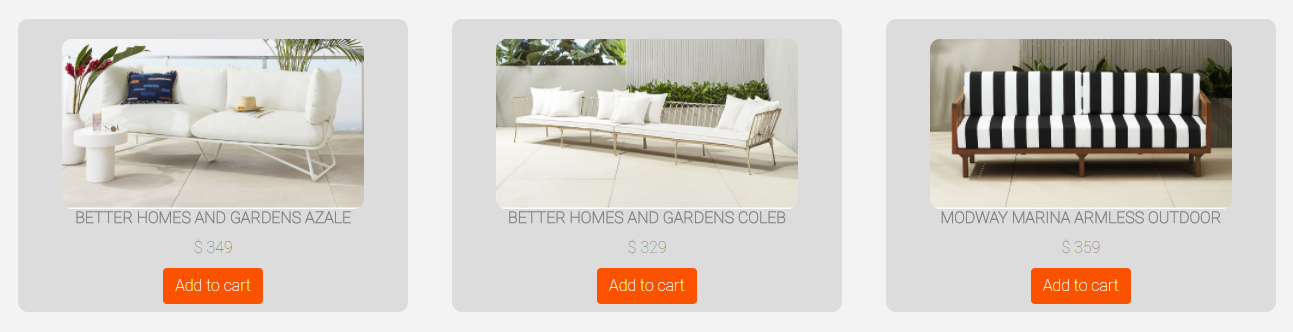 BETTER HOMES AND GARDENS AZALE
$ 349
Add to cart
BETTER HOMES AND GARDENS COLEB
$ 329
Add to cart
MODWAY MARINA ARMLESS OUTDOOR
$ 359
Add to cart